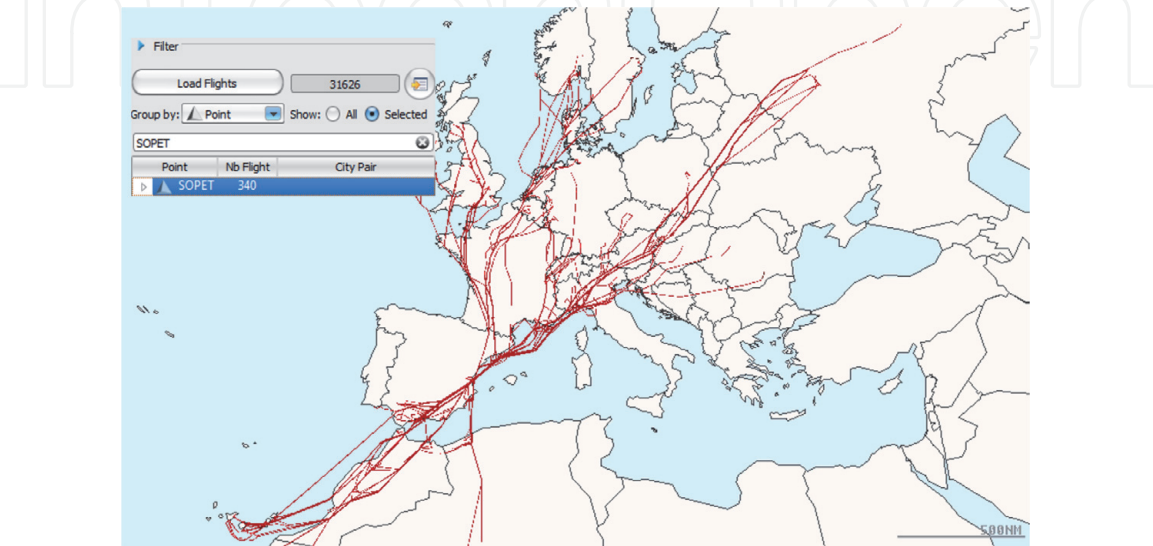 Filter
Load Flights 31626
Group by: Point Show: All Selected
SOPET
Point Nb Flight City Pair
SOPET 340
500NM